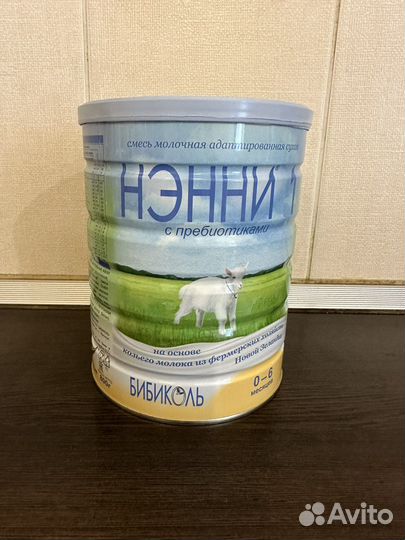 смесь молочная адаптированная сухая
НЭННИ 1
с пребиотиками
на основе
козьего молока из фермерских хозяйств
Новой Зеландии
0–6
месяцев
БИБИКОЛЬ
800г
Avito